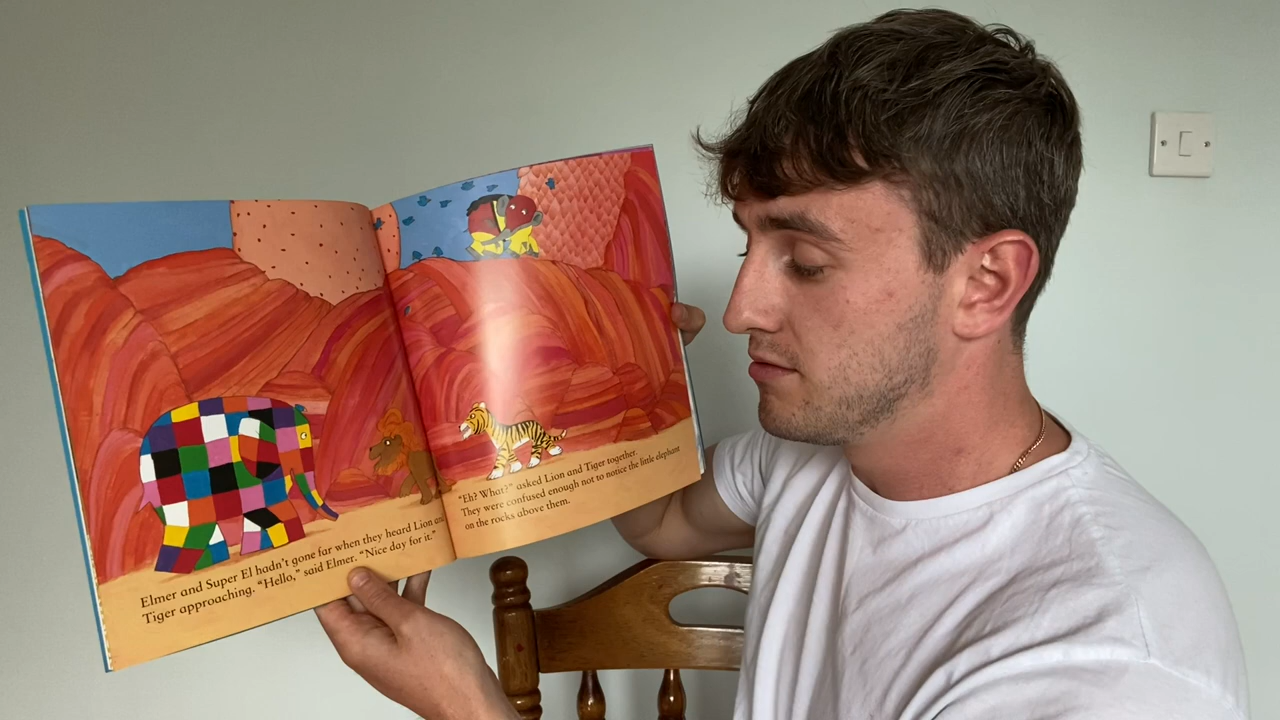 Elmer and Super El hadn't gone far when they heard Lion and
Tiger approaching. "Hello," said Elmer. "Nice day for it."
"Eh? What?" asked Lion and Tiger together.
They were confused enough not to notice the little elephant
on the rocks above them.